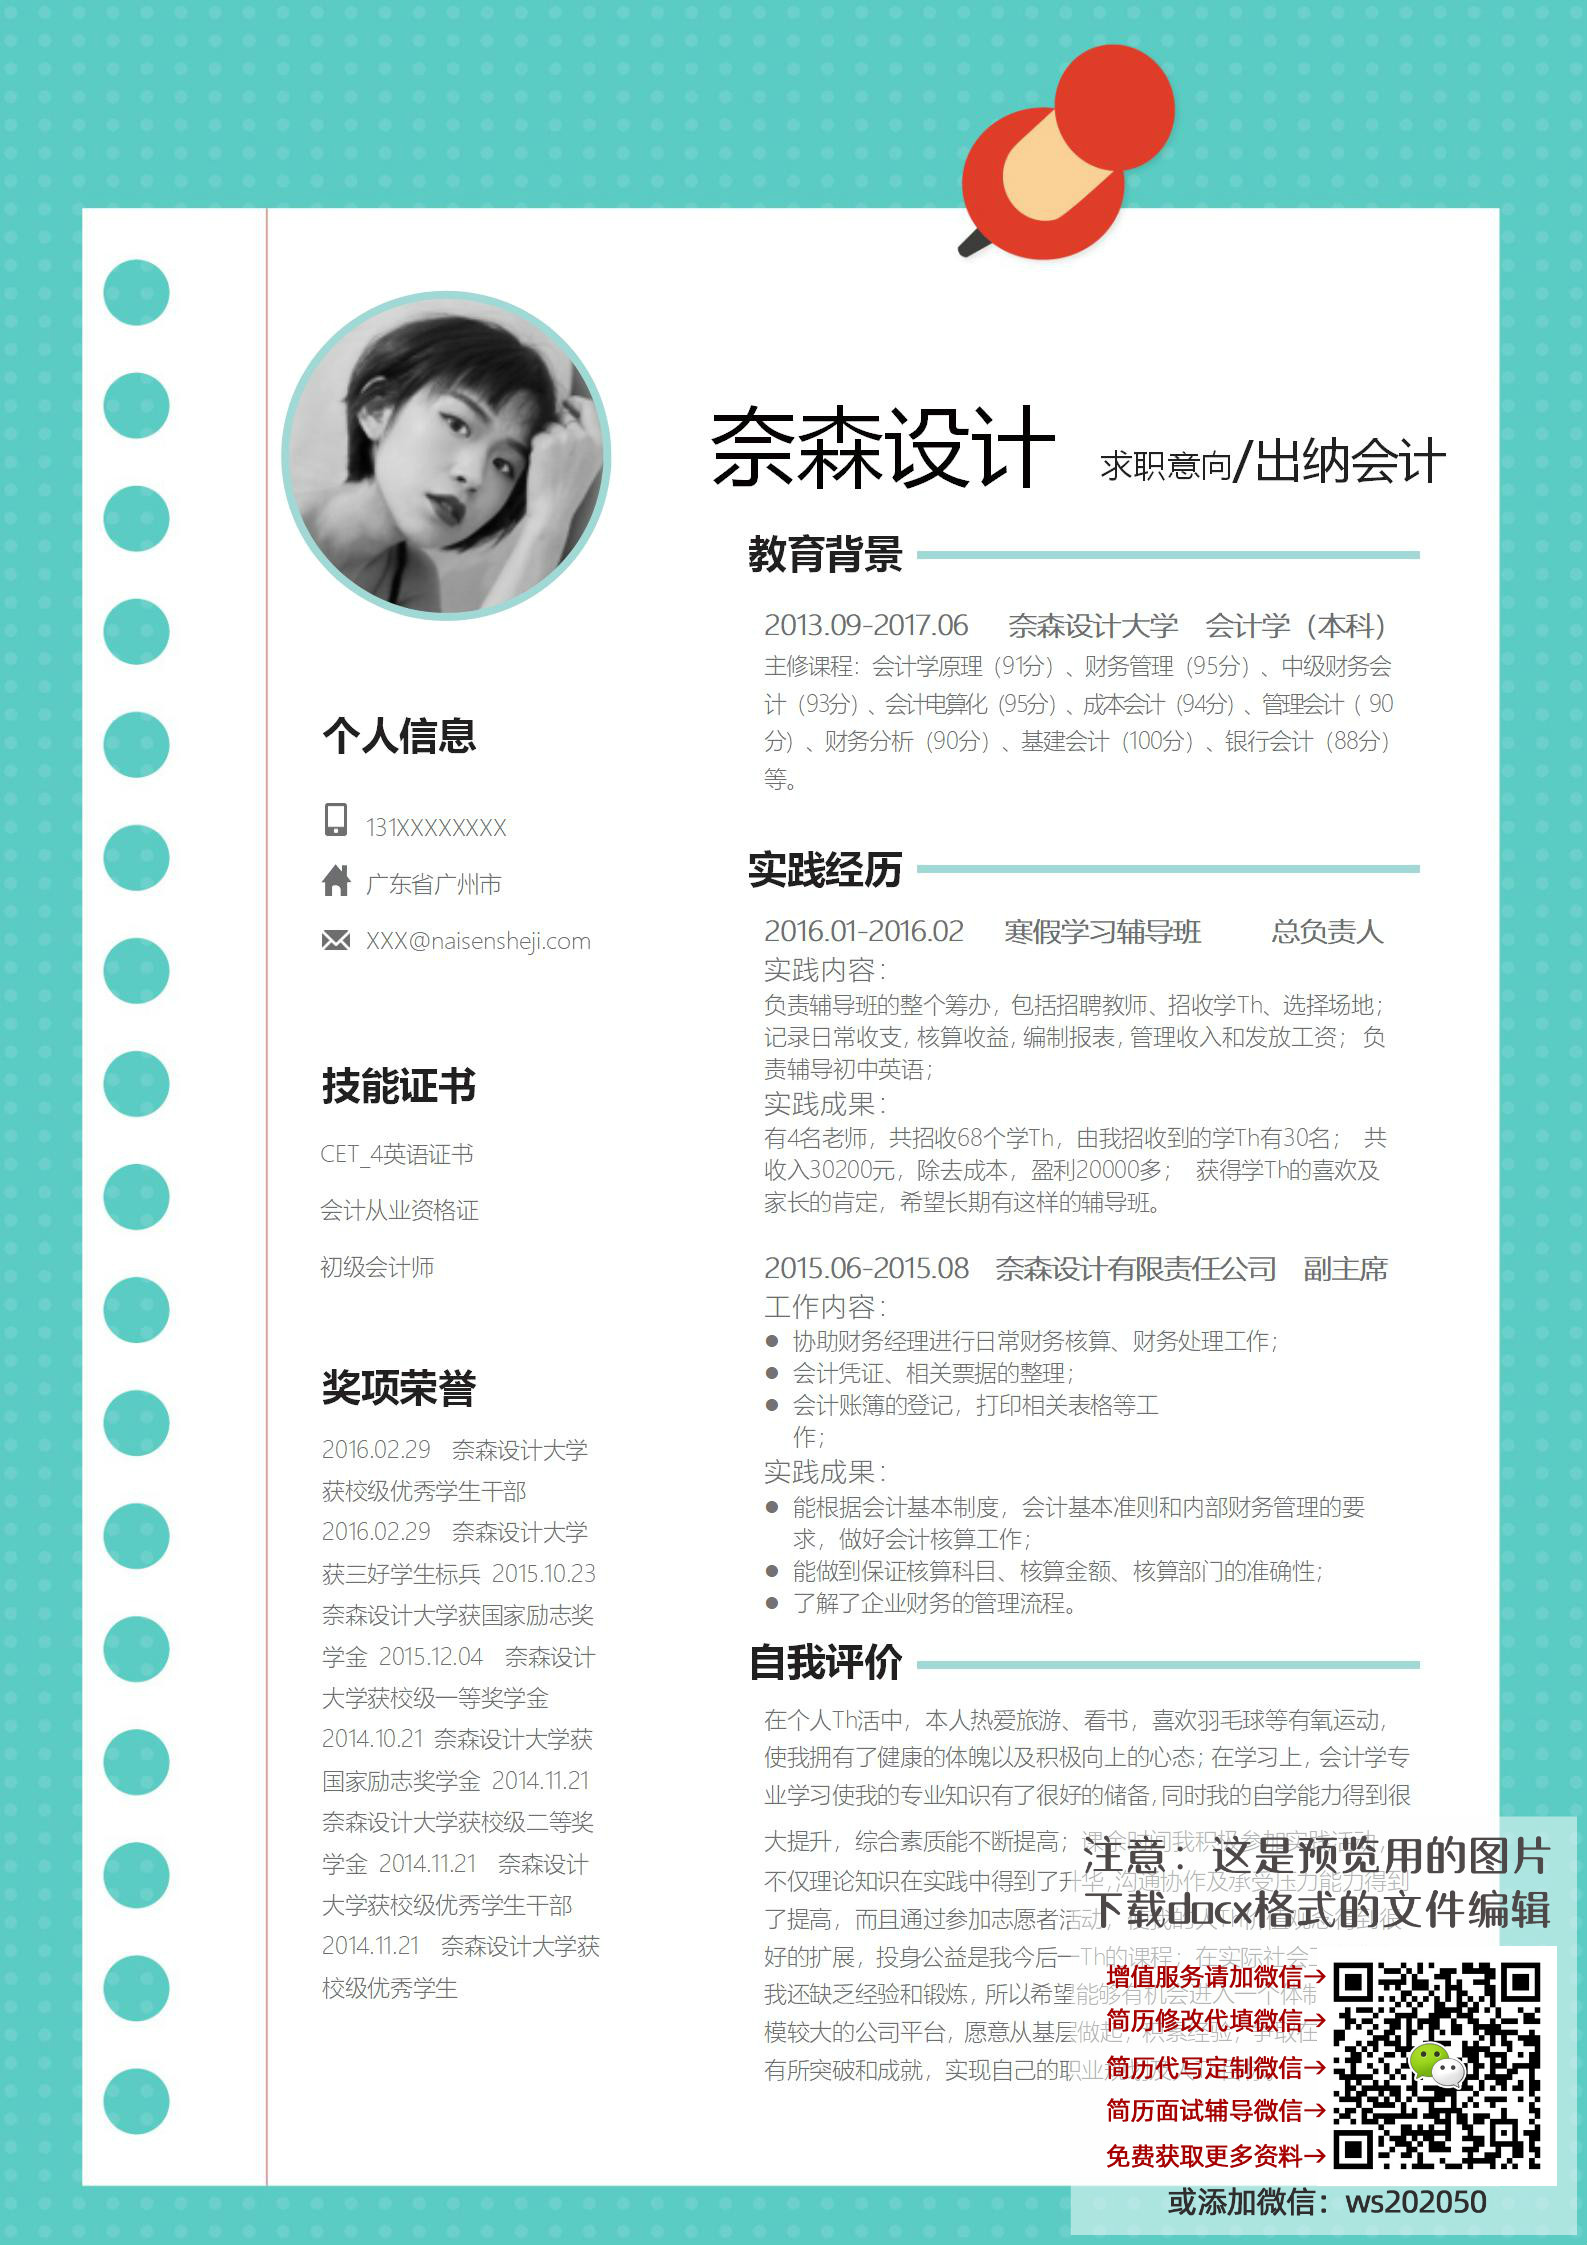 奈森设计 求职意向/出纳会计
个人信息
131XXXXXXXX
广东省广州市
XXX@naisensheji.com
技能证书
CET_4英语证书
会计从业资格证
初级会计师
奖项荣誉
2016.02.29 奈森设计大学
获校级优秀学生干部
2016.02.29 奈森设计大学
获三好学生标兵 2015.10.23
奈森设计大学获国家励志奖
学金 2015.12.04 奈森设计
大学获校级一等奖学金
2014.10.21 奈森设计大学获
国家励志奖学金 2014.11.21
奈森设计大学获校级二等奖
学金 2014.11.21 奈森设计
大学获校级优秀学生干部
2014.11.21 奈森设计大学获
校级优秀学生
教育背景
2013.09-2017.06 奈森设计大学 会计学（本科）
主修课程：会计学原理（91分）、财务管理（95分）、中级财务会
计（93分）、会计电算化（95分）、成本会计（94分）、管理会计（ 90
分）、财务分析（90分）、基建会计（100分）、银行会计（88分）
等。
实践经历
2016.01-2016.02 寒假学习辅导班 总负责人
实践内容：
负责辅导班的整个筹办，包括招聘教师、招收学Th、选择场地；
记录日常收支，核算收益，编制报表，管理收入和发放工资； 负
责辅导初中英语；
实践成果：
有4名老师，共招收68个学Th，由我招收到的学Th有30名； 共
收入30200元，除去成本，盈利20000多； 获得学Th的喜欢及
家长的肯定，希望长期有这样的辅导班。
2015.06-2015.08 奈森设计有限责任公司 副主席
工作内容：
● 协助财务经理进行日常财务核算、财务处理工作；
● 会计凭证、相关票据的整理；
● 会计账簿的登记，打印相关表格等工
作；
实践成果：
● 能根据会计基本制度，会计基本准则和内部财务管理的要
求，做好会计核算工作；
● 能做到保证核算科目、核算金额、核算部门的准确性；
● 了解了企业财务的管理流程。
自我评价
在个人Th活中，本人热爱旅游、看书，喜欢羽毛球等有氧运动，
使我拥有了健康的体魄以及积极向上的心态；在学习上，会计学专
业学习使我的专业知识有了很好的储备，同时我的自学能力得到很
大提升，综合素质能不断提高；课余时间我积极参加实践活动，
不仅理论知识在实践中得到了升华，沟通协作及承受压力能力得到
了提高，而且通过参加志愿者活动，使我的人Th价值观念得到很
好的扩展，投身公益是我今后一Th的课程；在实际社会
我还缺乏经验和锻炼，所以希望能够有机会进入一个体制
模较大的公司平台，愿意从基层做起，积累经验，争取在
有所突破和成就，实现自己的职业
注意：这是预览用的图片
下载docx格式的文件编辑
增值服务请加微信→
简历修改代填微信→
简历代写定制微信→
简历面试辅导微信→
免费获取更多资料→
或添加微信：ws202050